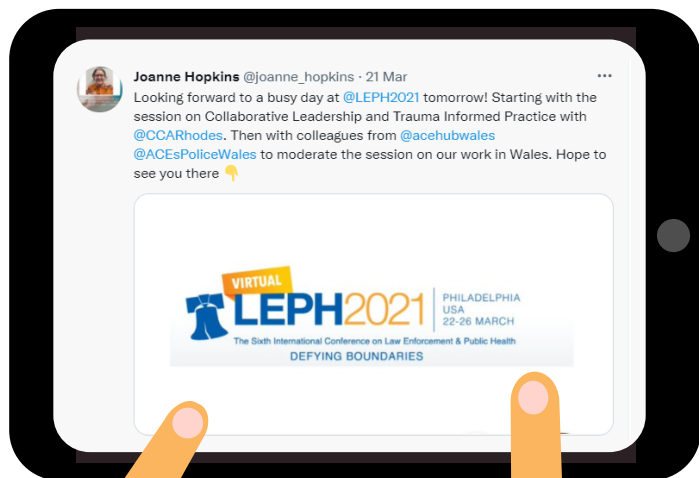 Joanne Hopkins @joanne_hopkins · 21 Mar
Looking forward to a busy day at @LEPH2021 tomorrow! Starting with the
session on Collaborative Leadership and Trauma Informed Practice with
@CCARhodes. Then with colleagues from @acehubwales
@ACEsPoliceWales to moderate the session on our work in Wales. Hope to
see you there 👇
VIRTUAL
LEPH2021
PHILADELPHIA
USA
22-26 MARCH
The Sixth International Conference on Law Enforcement & Public Health
DEFYING BOUNDARIES